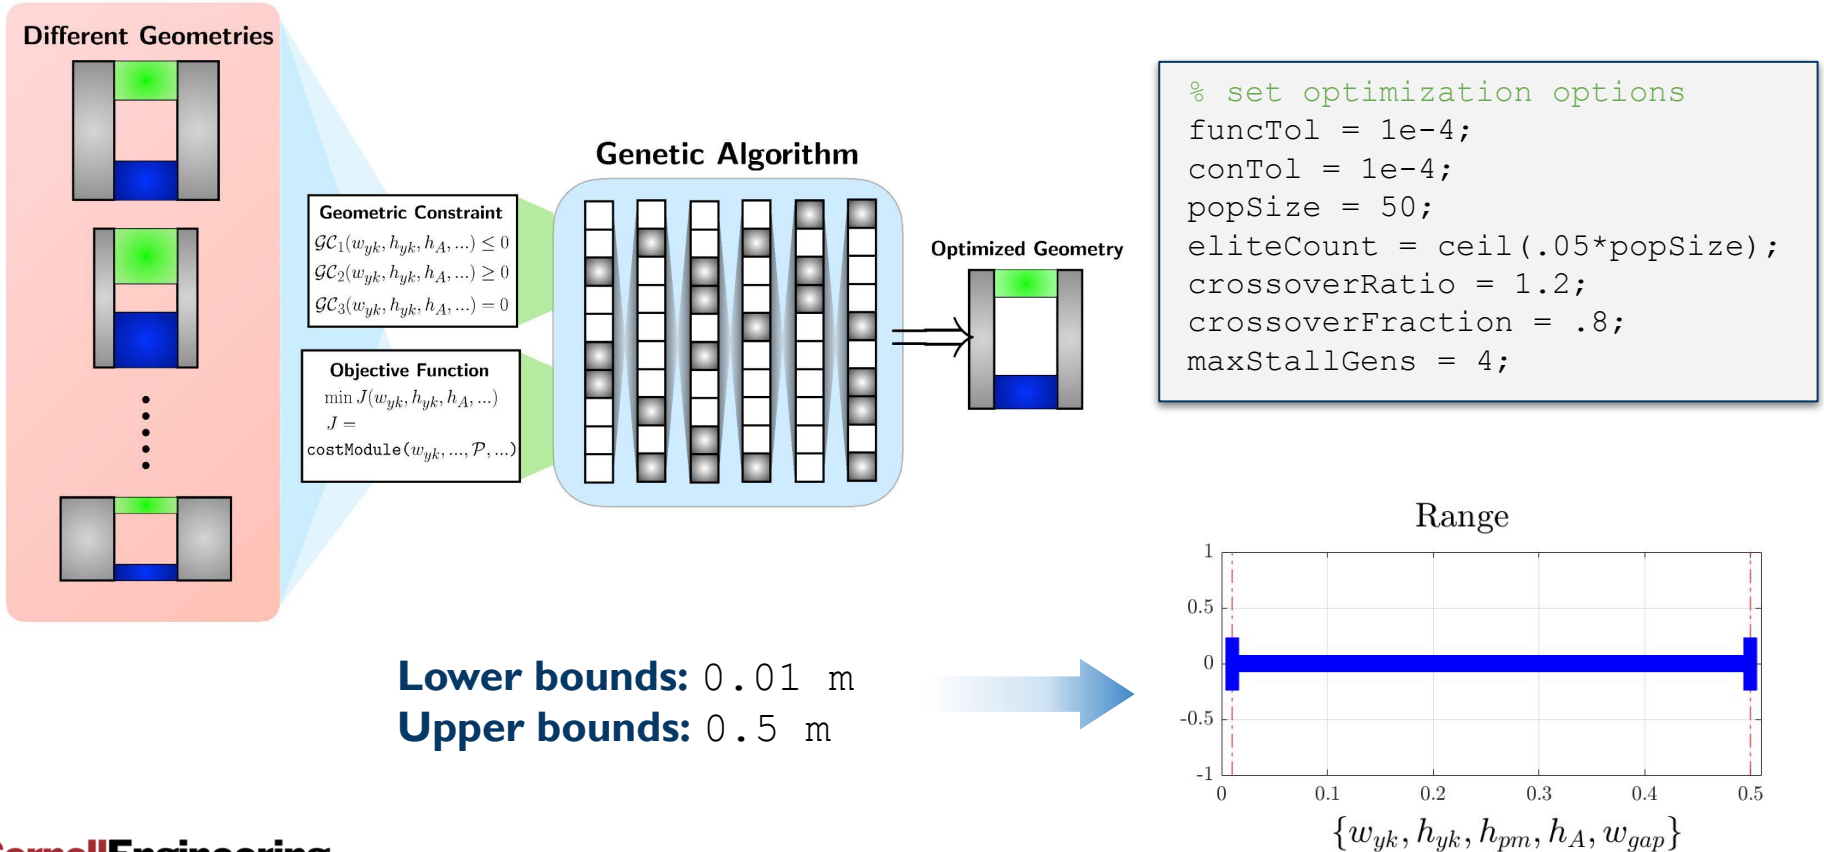 Different Geometries
Geometric Constraint
𝒢𝒞₁(w_yk, h_yk, h_A, ...) ≤ 0
𝒢𝒞₂(w_yk, h_yk, h_A, ...) ≥ 0
𝒢𝒞₃(w_yk, h_yk, h_A, ...) = 0
Objective Function
min J(w_yk, h_yk, h_A, ...)
J =
costModule(w_yk, ..., 𝒫, ...)
Genetic Algorithm
Optimized Geometry
% set optimization options
funcTol = 1e-4;
conTol = 1e-4;
popSize = 50;
eliteCount = ceil(.05*popSize);
crossoverRatio = 1.2;
crossoverFraction = .8;
maxStallGens = 4;
Lower bounds: 0.01 m
Upper bounds: 0.5 m
Range
1
0.5
0
-0.5
-1
0 0.1 0.2 0.3 0.4 0.5
{w_yk, h_yk, h_pm, h_A, w_gap}